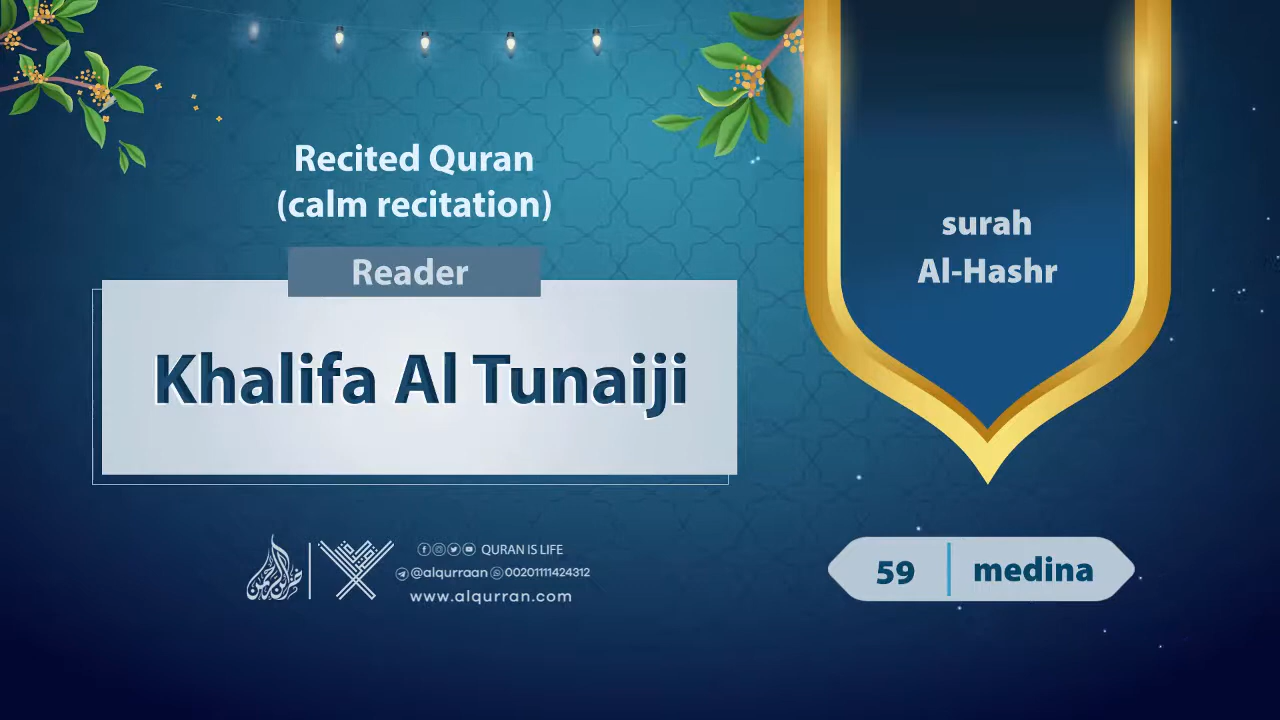 Recited Quran
(calm recitation)
Reader
Khalifa Al Tunaiji
surah
Al-Hashr
QURAN IS LIFE
@alqurraan 00201111424312
www.alqurran.com
59 medina